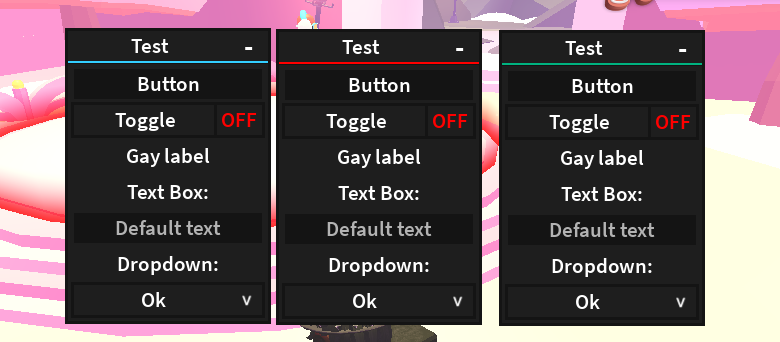 Test -
Button
Toggle OFF
Gay label
Text Box:
Default text
Dropdown:
Ok v
Test -
Button
Toggle OFF
Gay label
Text Box:
Default text
Dropdown:
Ok v
Test -
Button
Toggle OFF
Gay label
Text Box:
Default text
Dropdown:
Ok v